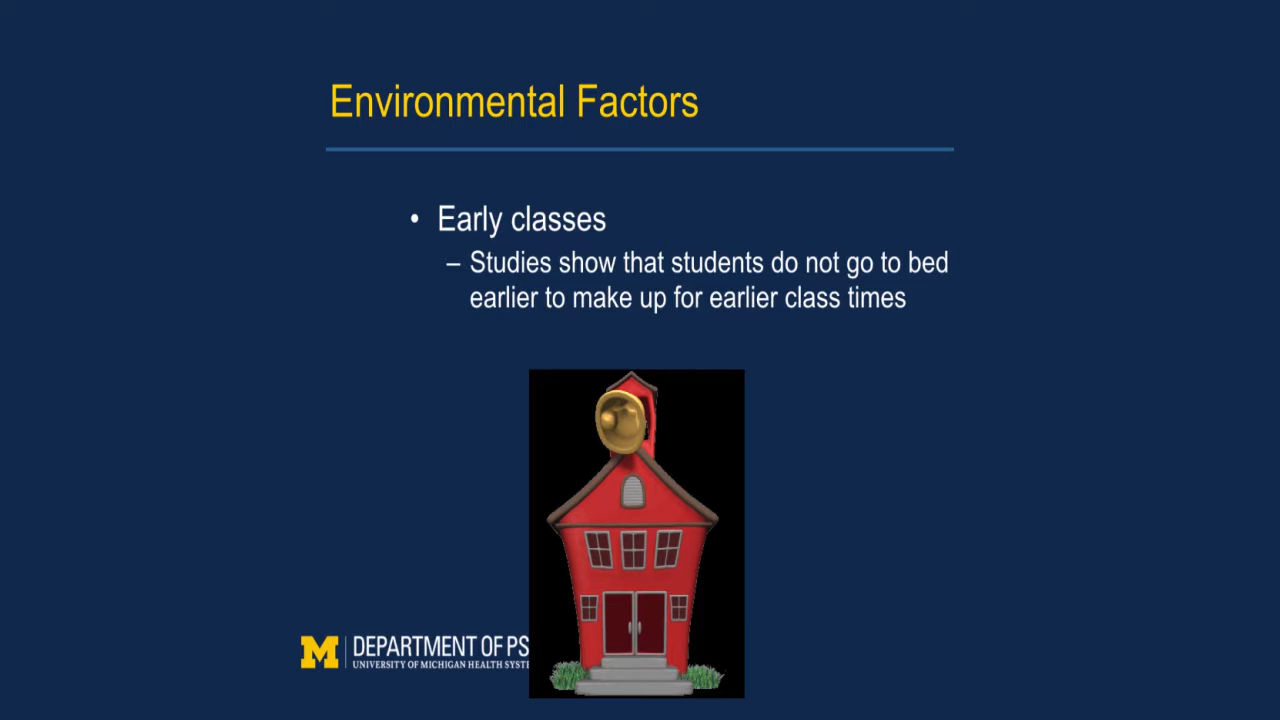 Environmental Factors
• Early classes
– Studies show that students do not go to bed
earlier to make up for earlier class times
M DEPARTMENT OF PS
UNIVERSITY OF MICHIGAN HEALTH SYSTE